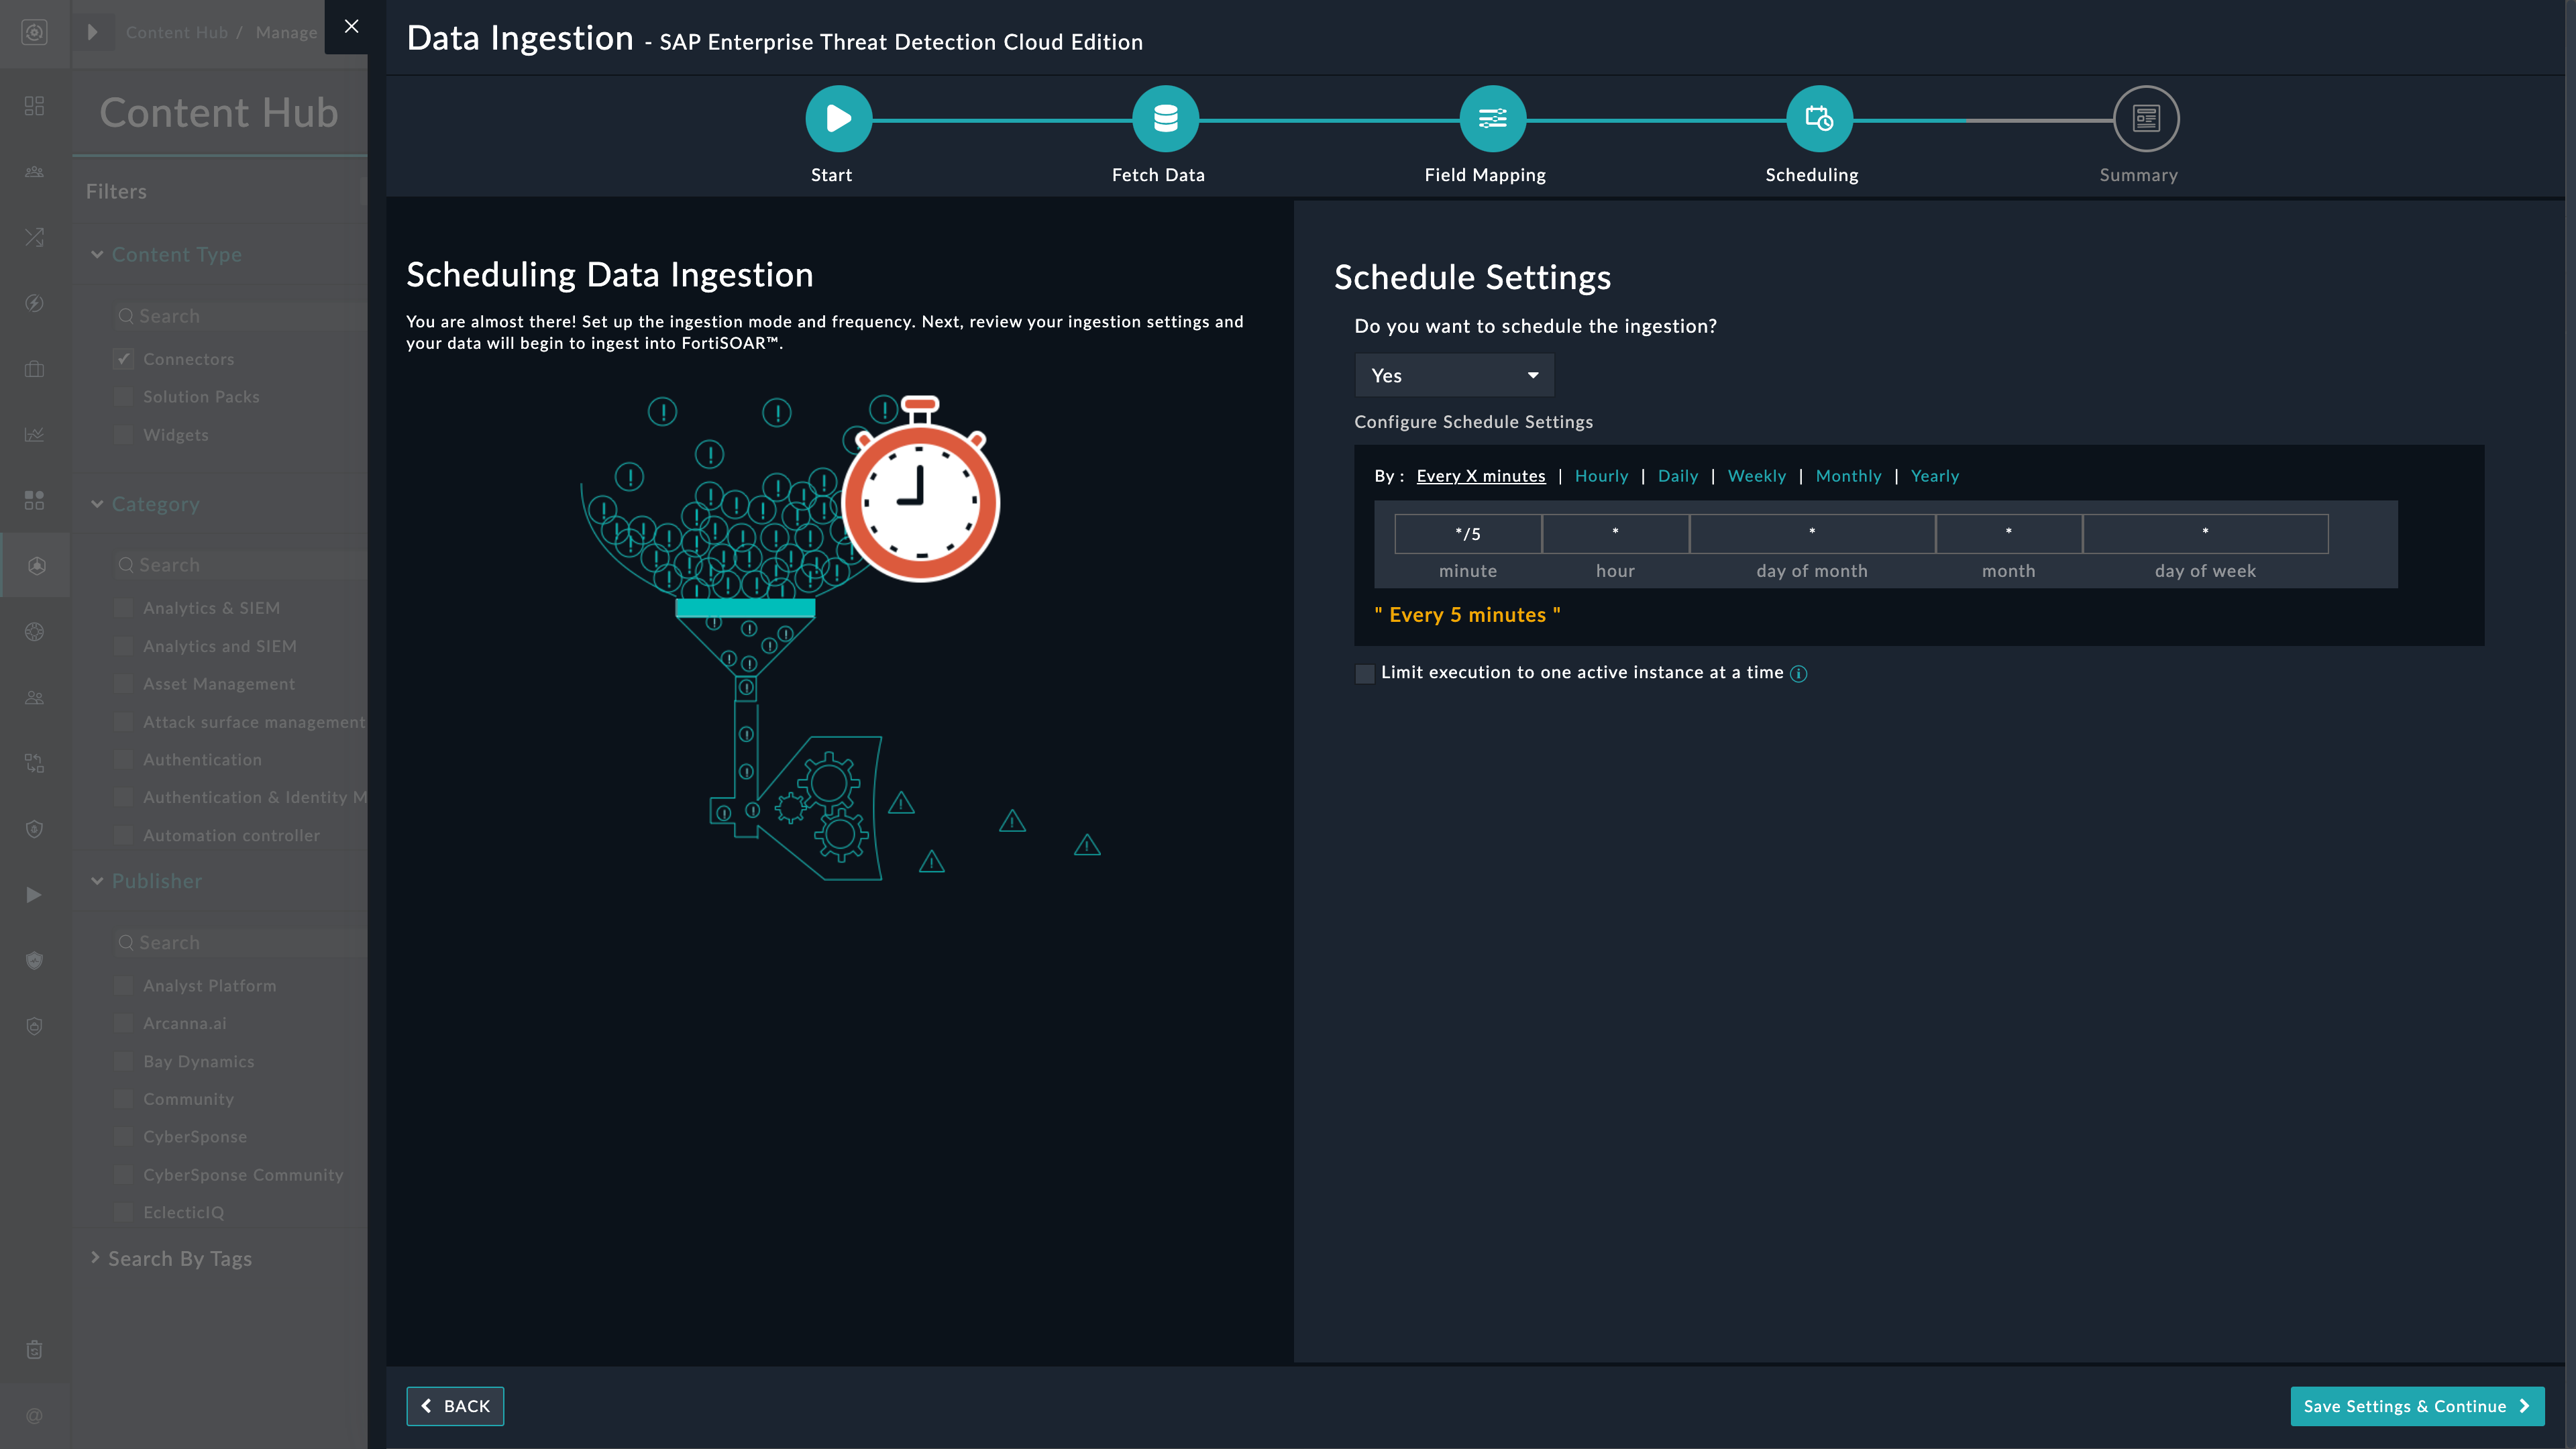 Content Hub / Manage
Content Hub
Filters
Content Type
Search
Connectors
Solution Packs
Widgets
Category
Search
Analytics & SIEM
Analytics and SIEM
Asset Management
Attack surface management
Authentication
Authentication & Identity M
Automation controller
Publisher
Search
Analyst Platform
Arcanna.ai
Bay Dynamics
Community
CyberSponse
CyberSponse Community
EclecticIQ
Search By Tags
Data Ingestion - SAP Enterprise Threat Detection Cloud Edition
Start Fetch Data Field Mapping Scheduling Summary
Scheduling Data Ingestion
You are almost there! Set up the ingestion mode and frequency. Next, review your ingestion settings and
your data will begin to ingest into FortiSOAR™.
Schedule Settings
Do you want to schedule the ingestion?
Yes
Configure Schedule Settings
By : Every X minutes | Hourly | Daily | Weekly | Monthly | Yearly
*/5 * * * *
minute hour day of month month day of week
" Every 5 minutes "
Limit execution to one active instance at a time
BACK
Save Settings & Continue